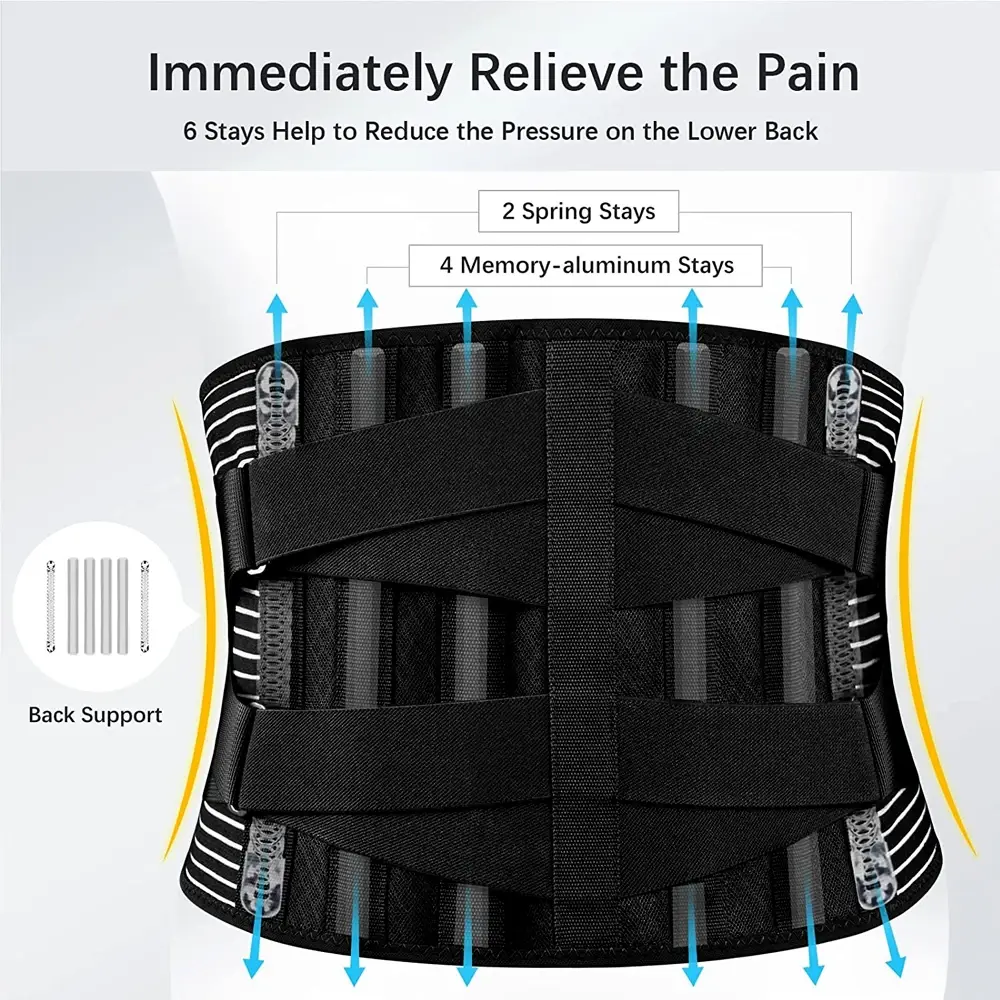 Immediately Relieve the Pain
6 Stays Help to Reduce the Pressure on the Lower Back
2 Spring Stays
4 Memory-aluminum Stays
Back Support